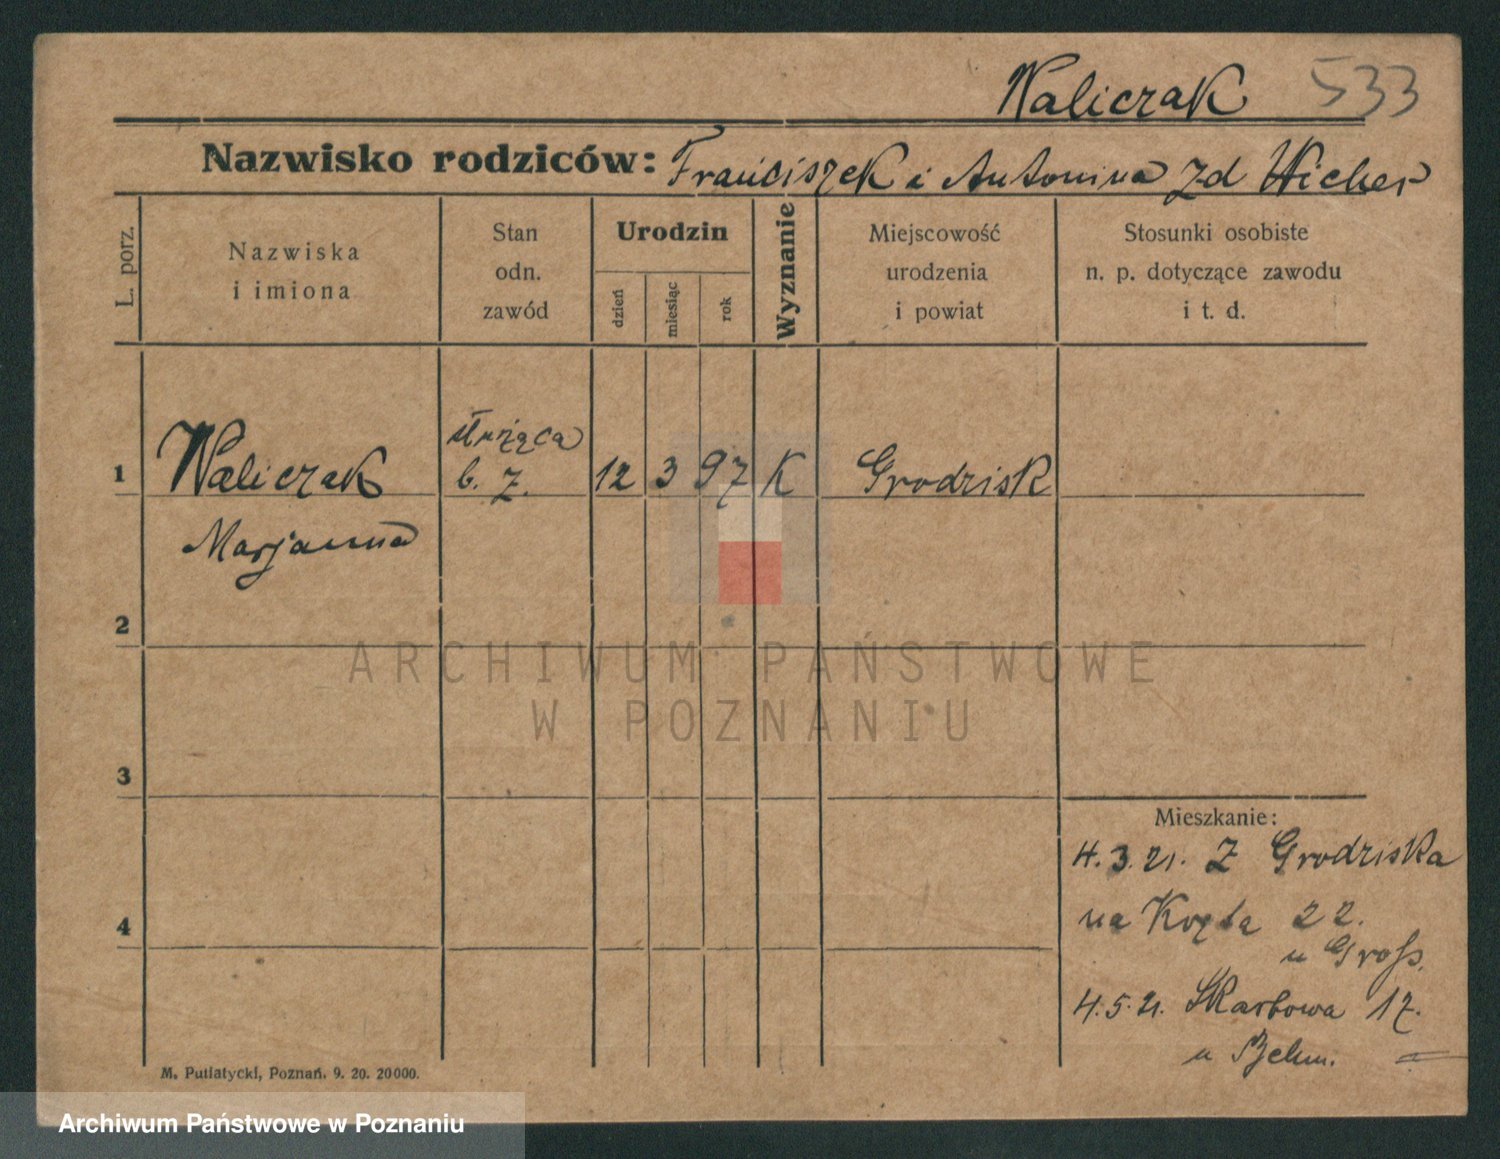 Waliczak 533
Nazwisko rodziców: Franciszek i Antonina zd Wicher
L. porz.
Nazwiska
i imiona
Stan
odn.
zawód
Urodzin
dzień
miesiąc
rok
Wyznanie
Miejscowość
urodzenia
i powiat
Stosunki osobiste
n. p. dotyczące zawodu
i t. d.
1 Waliczak służąca b. z. 12 3 97 K Grodzisk
Marjanna
2
ARCHIWUM PAŃSTWOWE
W POZNANIU
3
Mieszkanie:
4.3.21. Z Grodziska
4
na Kręta 22.
u Gross.
4.5.21. Skarbowa 17.
u
M. Putiatycki, Poznań. 9. 20. 20000.
Archiwum Państwowe w Poznaniu